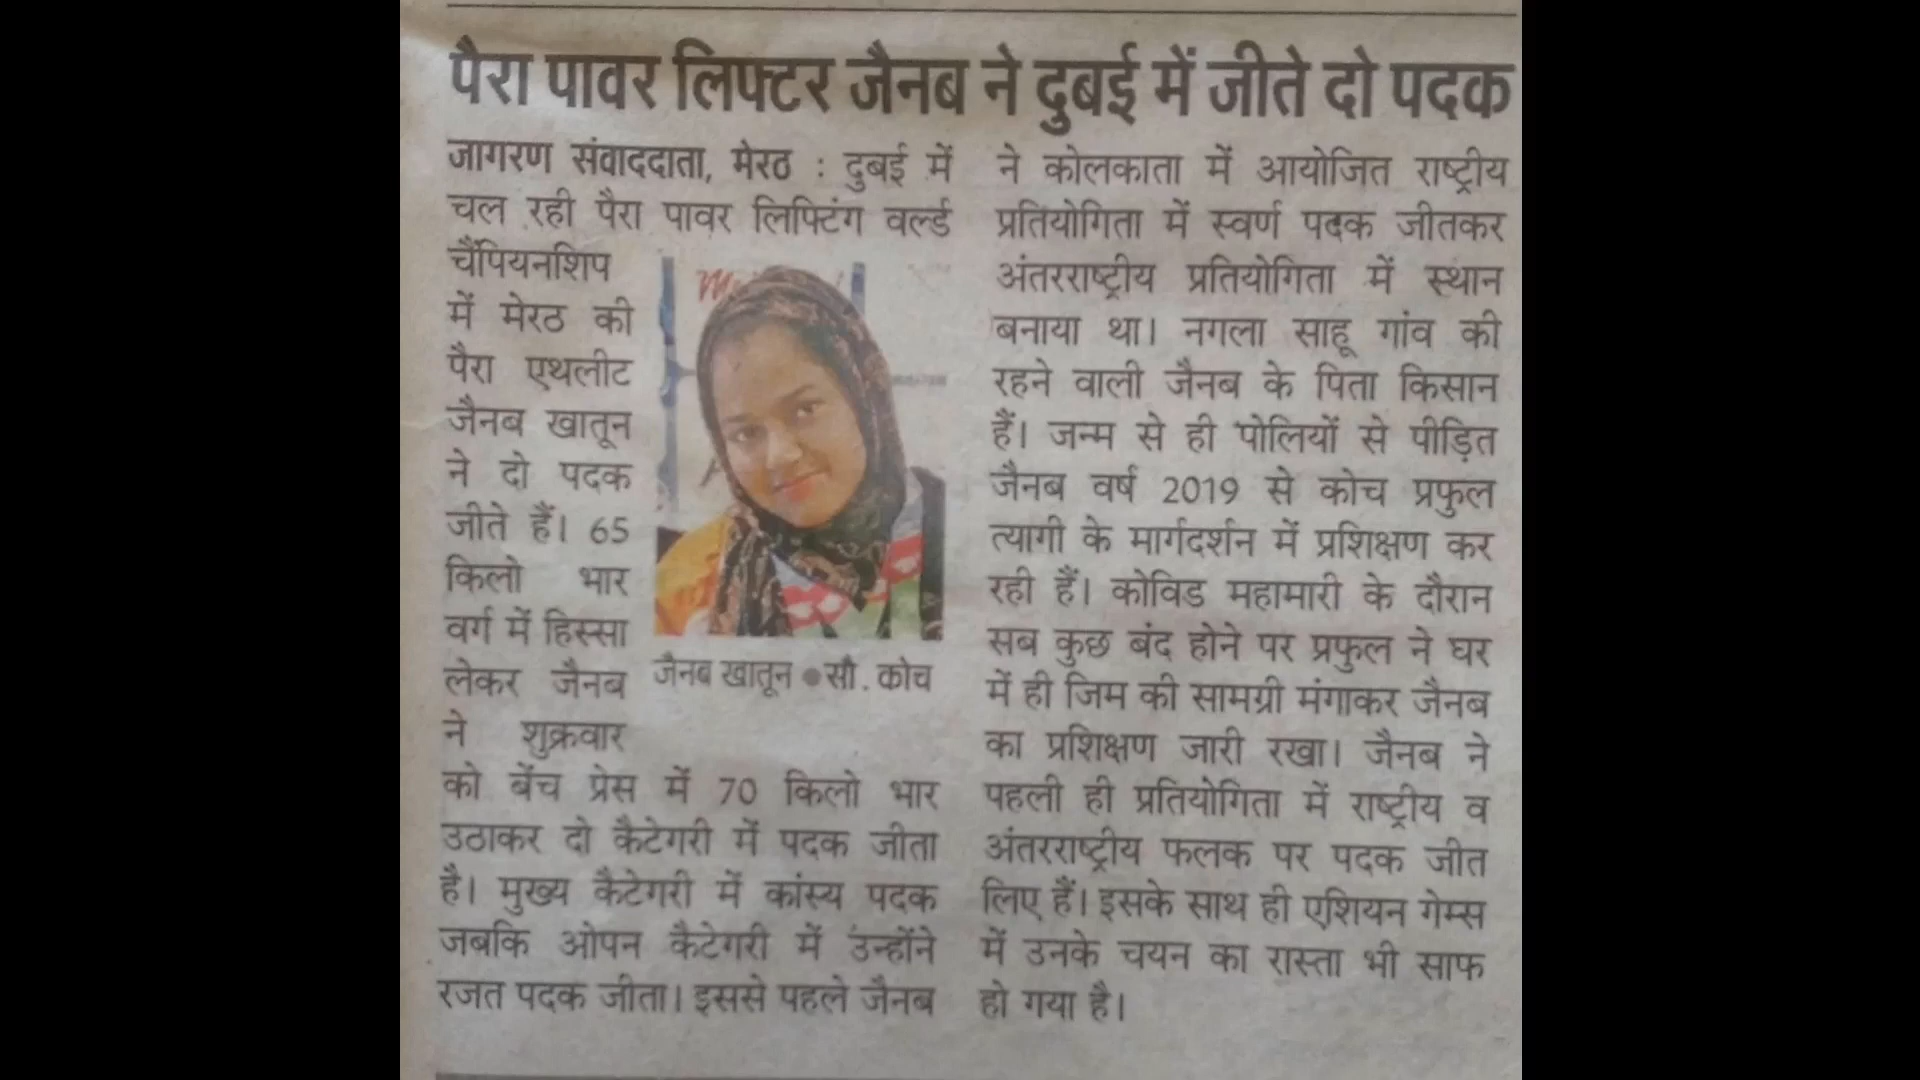 पैरा पावर लिफ्टर जैनब ने दुबई में जीते दो पदक
जागरण संवाददाता, मेरठ : दुबई में
चल रही पैरा पावर लिफ्टिंग वर्ल्ड
चैंपियनशिप
में मेरठ की
पैरा एथलीट
जैनब खातून
ने दो पदक
जीते हैं। 65
किलो भार
वर्ग में हिस्सा
लेकर जैनब
ने शुक्रवार
को बेंच प्रेस में 70 किलो भार
उठाकर दो कैटेगरी में पदक जीता
है। मुख्य कैटेगरी में कांस्य पदक
जबकि ओपन कैटेगरी में उन्होंने
रजत पदक जीता। इससे पहले जैनब
जैनब खातून ● सौ. कोच
ने कोलकाता में आयोजित राष्ट्रीय
प्रतियोगिता में स्वर्ण पदक जीतकर
अंतरराष्ट्रीय प्रतियोगिता में स्थान
बनाया था। नगला साहू गांव की
रहने वाली जैनब के पिता किसान
हैं। जन्म से ही पोलियों से पीड़ित
जैनब वर्ष 2019 से कोच प्रफुल
त्यागी के मार्गदर्शन में प्रशिक्षण कर
रही हैं। कोविड महामारी के दौरान
सब कुछ बंद होने पर प्रफुल ने घर
में ही जिम की सामग्री मंगाकर जैनब
का प्रशिक्षण जारी रखा। जैनब ने
पहली ही प्रतियोगिता में राष्ट्रीय व
अंतरराष्ट्रीय फलक पर पदक जीत
लिए हैं। इसके साथ ही एशियन गेम्स
में उनके चयन का रास्ता भी साफ
हो गया है।